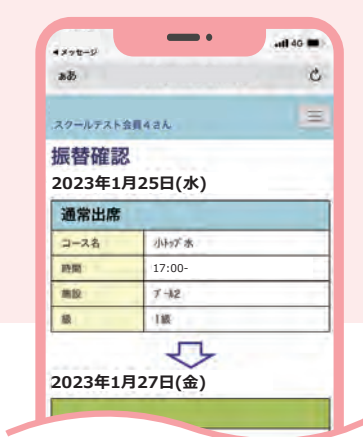 ◀メッセージ
4G
ああ
スクールテスト会員42さん
振替確認
2023年1月25日(水)
通常出席
コース名 小トップ 水
時間 17:00-
施設 プール2
級 1級
2023年1月27日(金)